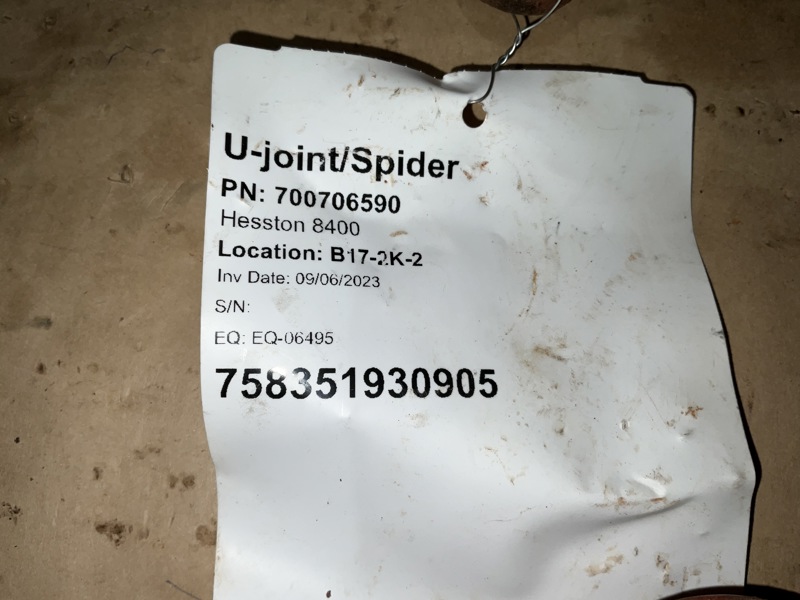 U-joint/Spider
PN: 700706590
Hesston 8400
Location: B17-2K-2
Inv Date: 09/06/2023
S/N:
EQ: EQ-06495
758351930905